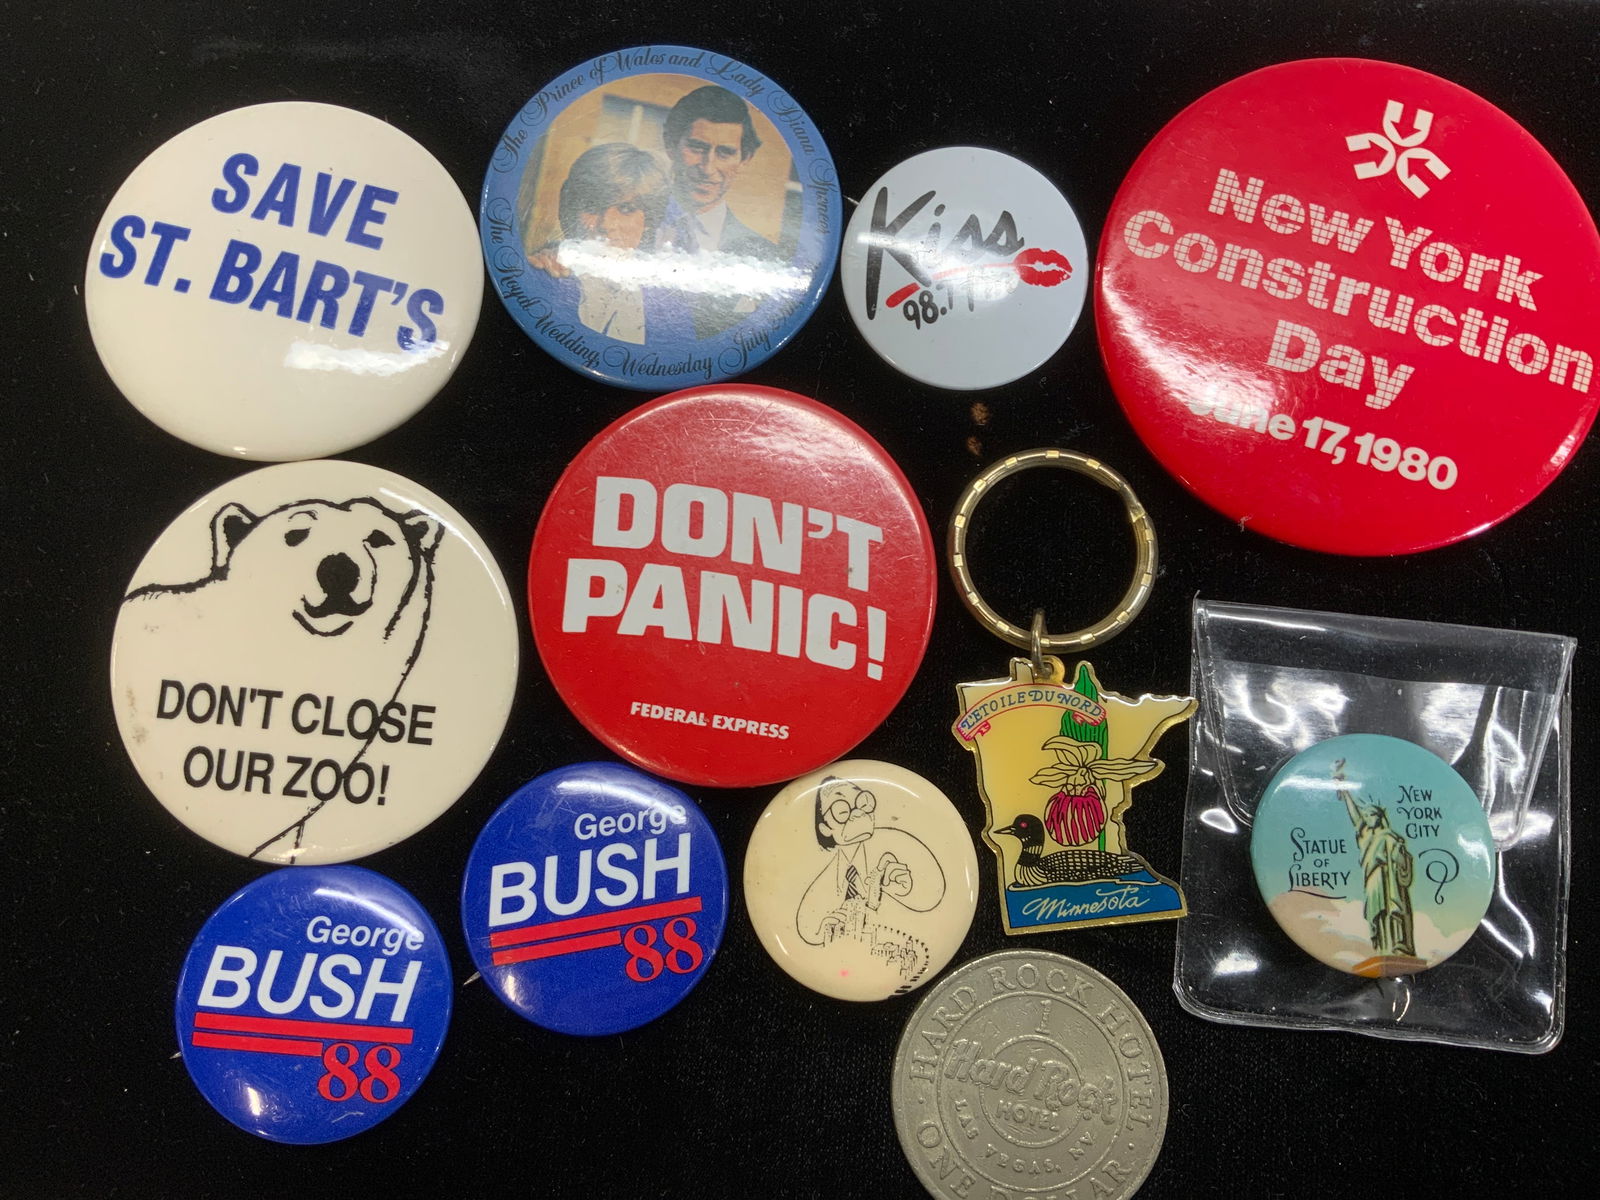 SAVE
ST. BART'S
The Prince of Wales and Lady Diana Spencer
The Royal Wedding, Wednesday July
Kiss
98.7 FM
New York
Construction
Day
June 17, 1980
DON'T CLOSE
OUR ZOO!
DON'T
PANIC!
FEDERAL EXPRESS
L'ETOILE DU NORD
Minnesota
STATUE
OF
LIBERTY
NEW
YORK
CITY
George
BUSH
88
George
BUSH
88
HARD ROCK HOTEL
1
Hard Rock
HOTEL
LAS VEGAS, NV
ONE DOLLAR